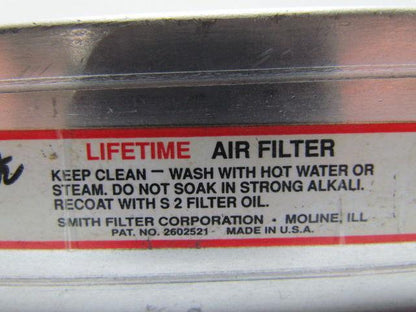 LIFETIME AIR FILTER
KEEP CLEAN — WASH WITH HOT WATER OR
STEAM. DO NOT SOAK IN STRONG ALKALI.
RECOAT WITH S 2 FILTER OIL.
SMITH FILTER CORPORATION • MOLINE, ILL
PAT. NO. 2602521 MADE IN U.S.A.